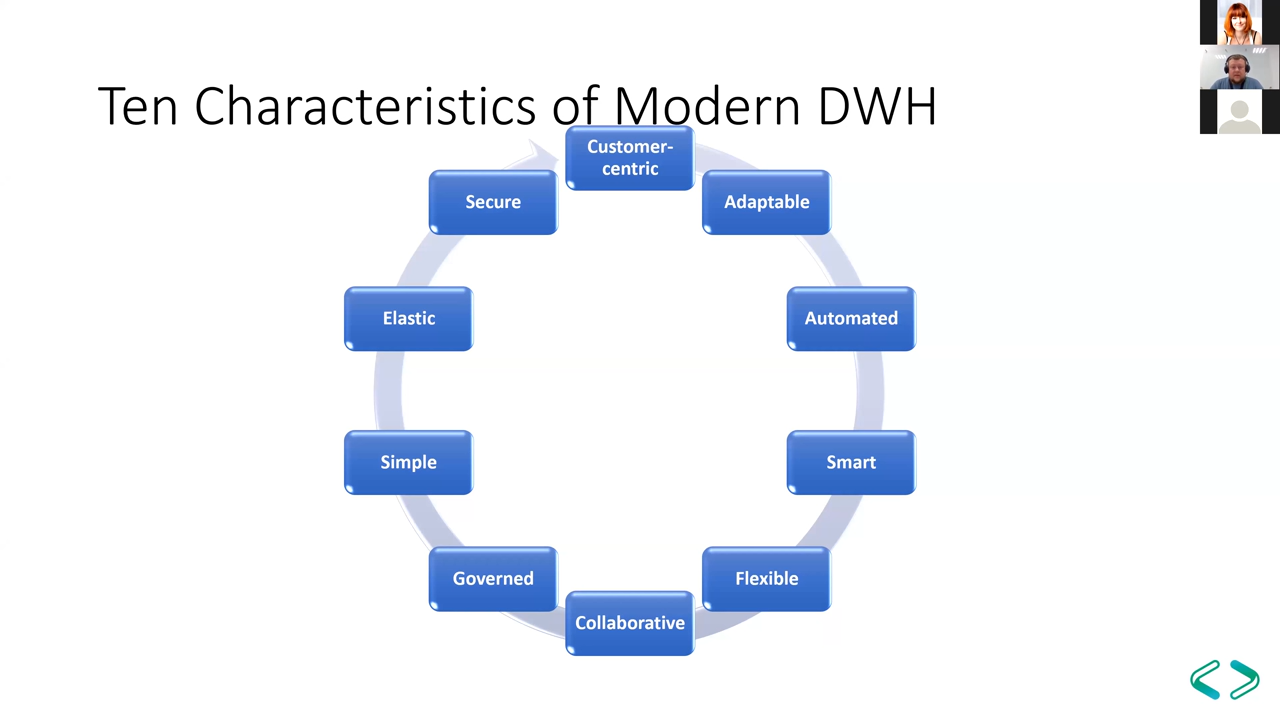 Ten Characteristics of Modern DWH
Customer-
centric
Adaptable
Automated
Smart
Flexible
Collaborative
Governed
Simple
Elastic
Secure